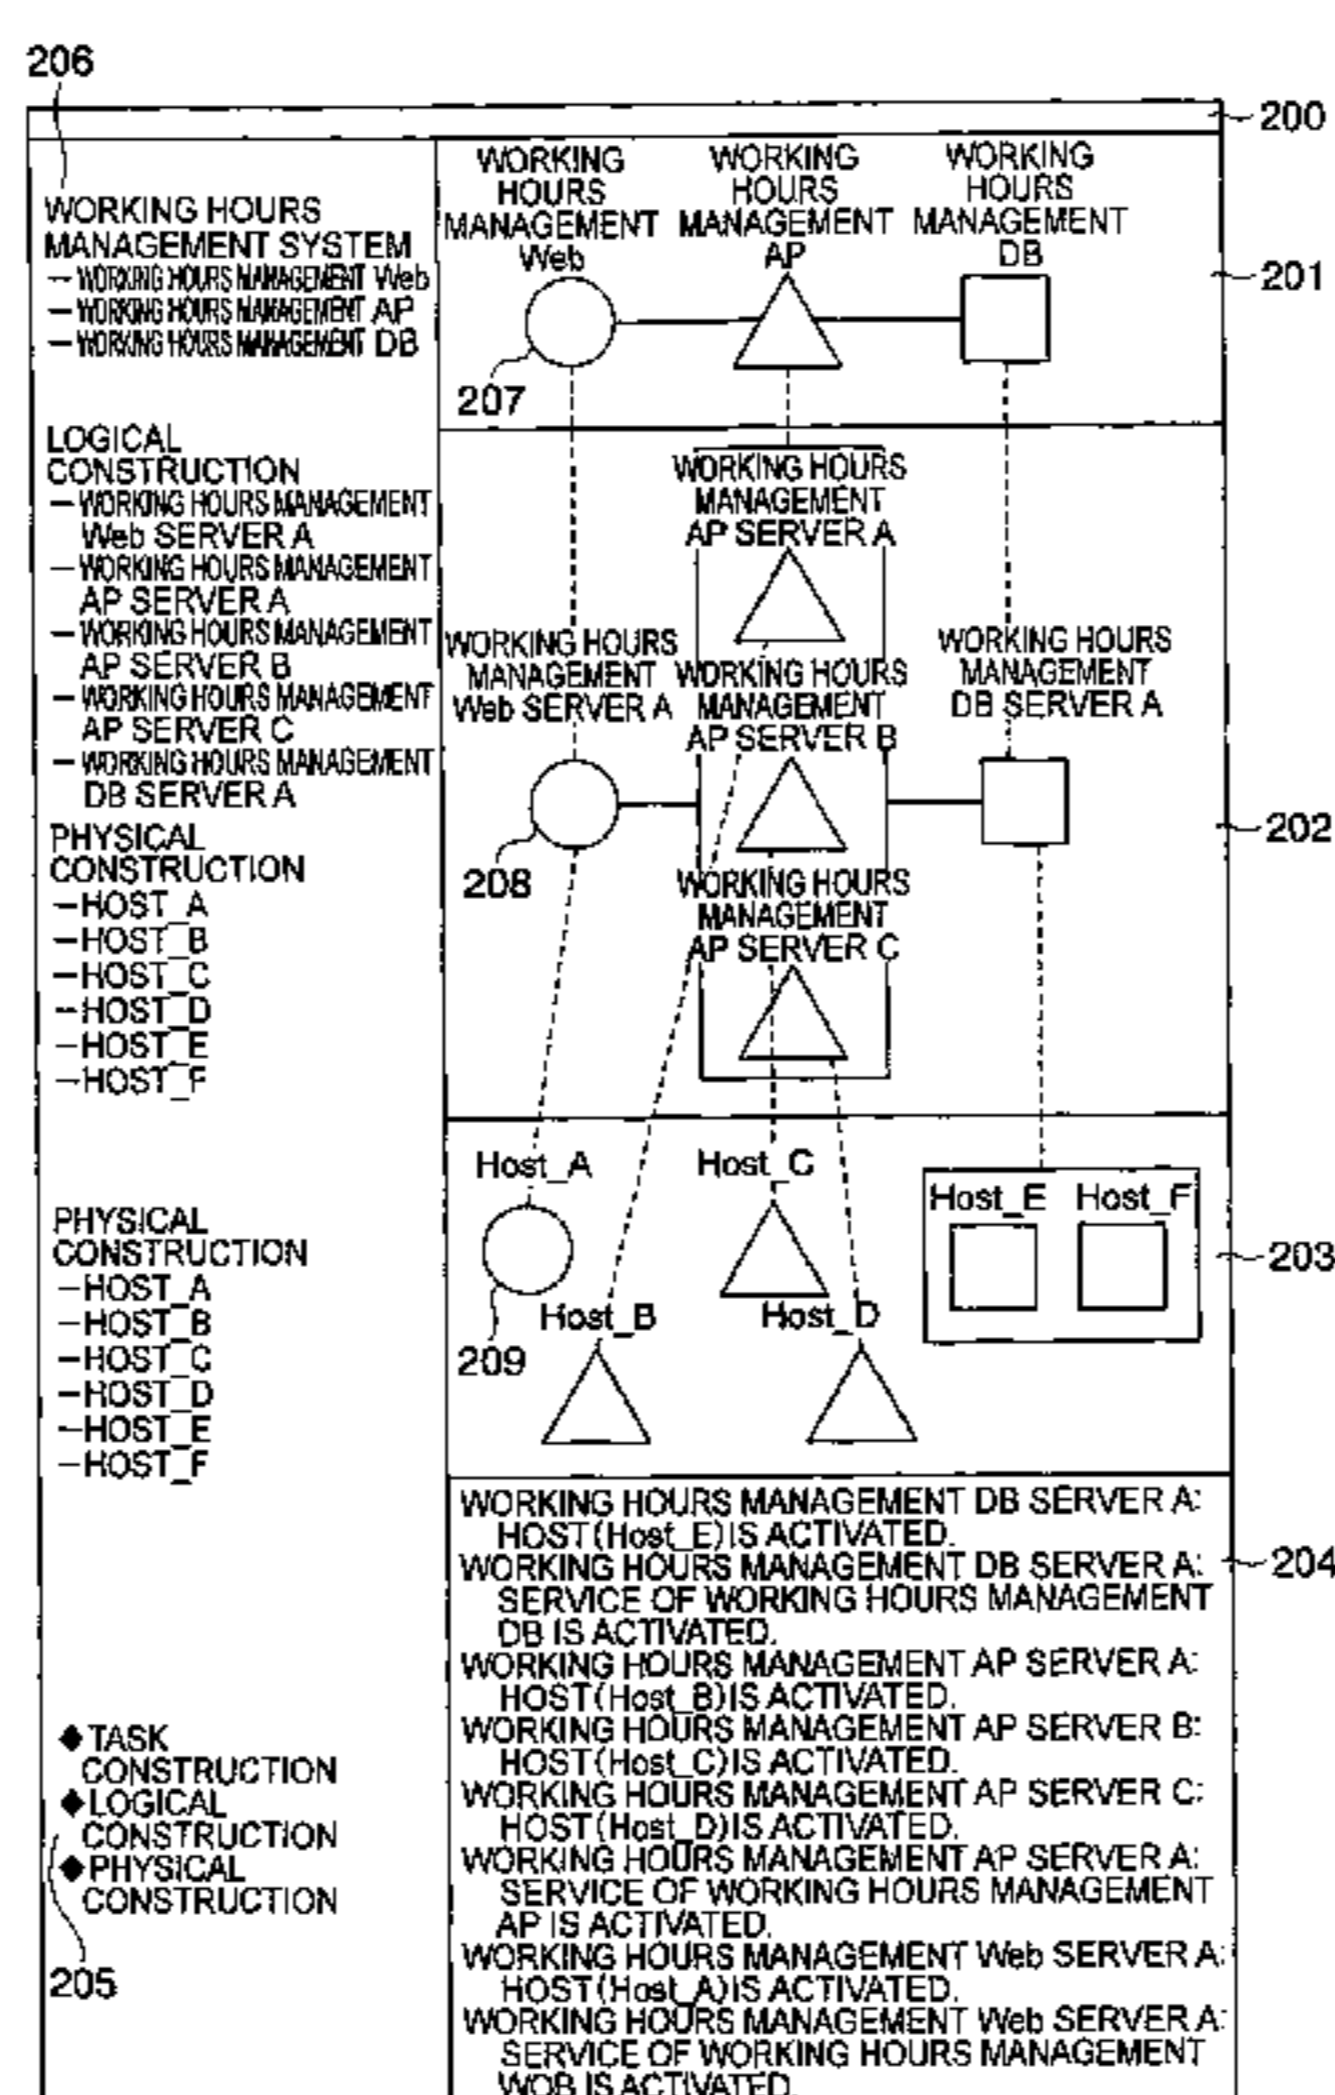 206
200
WORKING HOURS
MANAGEMENT SYSTEM
— WORKING HOURS MANAGEMENT Web
— WORKING HOURS MANAGEMENT AP
— WORKING HOURS MANAGEMENT DB
LOGICAL
CONSTRUCTION
— WORKING HOURS MANAGEMENT
Web SERVER A
— WORKING HOURS MANAGEMENT
AP SERVER A
— WORKING HOURS MANAGEMENT
AP SERVER B
— WORKING HOURS MANAGEMENT
AP SERVER C
— WORKING HOURS MANAGEMENT
DB SERVER A
PHYSICAL
CONSTRUCTION
—HOST_A
—HOST_B
—HOST_C
—HOST_D
—HOST_E
—HOST_F
PHYSICAL
CONSTRUCTION
—HOST_A
—HOST_B
—HOST_C
—HOST_D
—HOST_E
—HOST_F
◆TASK
CONSTRUCTION
◆LOGICAL
CONSTRUCTION
◆PHYSICAL
CONSTRUCTION
205
WORKING
HOURS
MANAGEMENT
Web
WORKING
HOURS
MANAGEMENT
AP
WORKING
HOURS
MANAGEMENT
DB
201
207
WORKING HOURS
MANAGEMENT
AP SERVER A
WORKING HOURS
MANAGEMENT
Web SERVER A
WORKING HOURS
MANAGEMENT
AP SERVER B
WORKING HOURS
MANAGEMENT
DB SERVER A
202
208
WORKING HOURS
MANAGEMENT
AP SERVER C
Host_A
Host_C
Host_E
Host_F
203
Host_B
Host_D
209
WORKING HOURS MANAGEMENT DB SERVER A:
HOST(Host_E)IS ACTIVATED.
WORKING HOURS MANAGEMENT DB SERVER A:
204
SERVICE OF WORKING HOURS MANAGEMENT
DB IS ACTIVATED.
WORKING HOURS MANAGEMENT AP SERVER A:
HOST(Host_B)IS ACTIVATED.
WORKING HOURS MANAGEMENT AP SERVER B:
HOST(Host_C)IS ACTIVATED.
WORKING HOURS MANAGEMENT AP SERVER C:
HOST(Host_D)IS ACTIVATED.
WORKING HOURS MANAGEMENT AP SERVER A:
SERVICE OF WORKING HOURS MANAGEMENT
AP IS ACTIVATED.
WORKING HOURS MANAGEMENT Web SERVER A:
HOST(Host_A)IS ACTIVATED.
WORKING HOURS MANAGEMENT Web SERVER A:
SERVICE OF WORKING HOURS MANAGEMENT
WOB IS ACTIVATED.